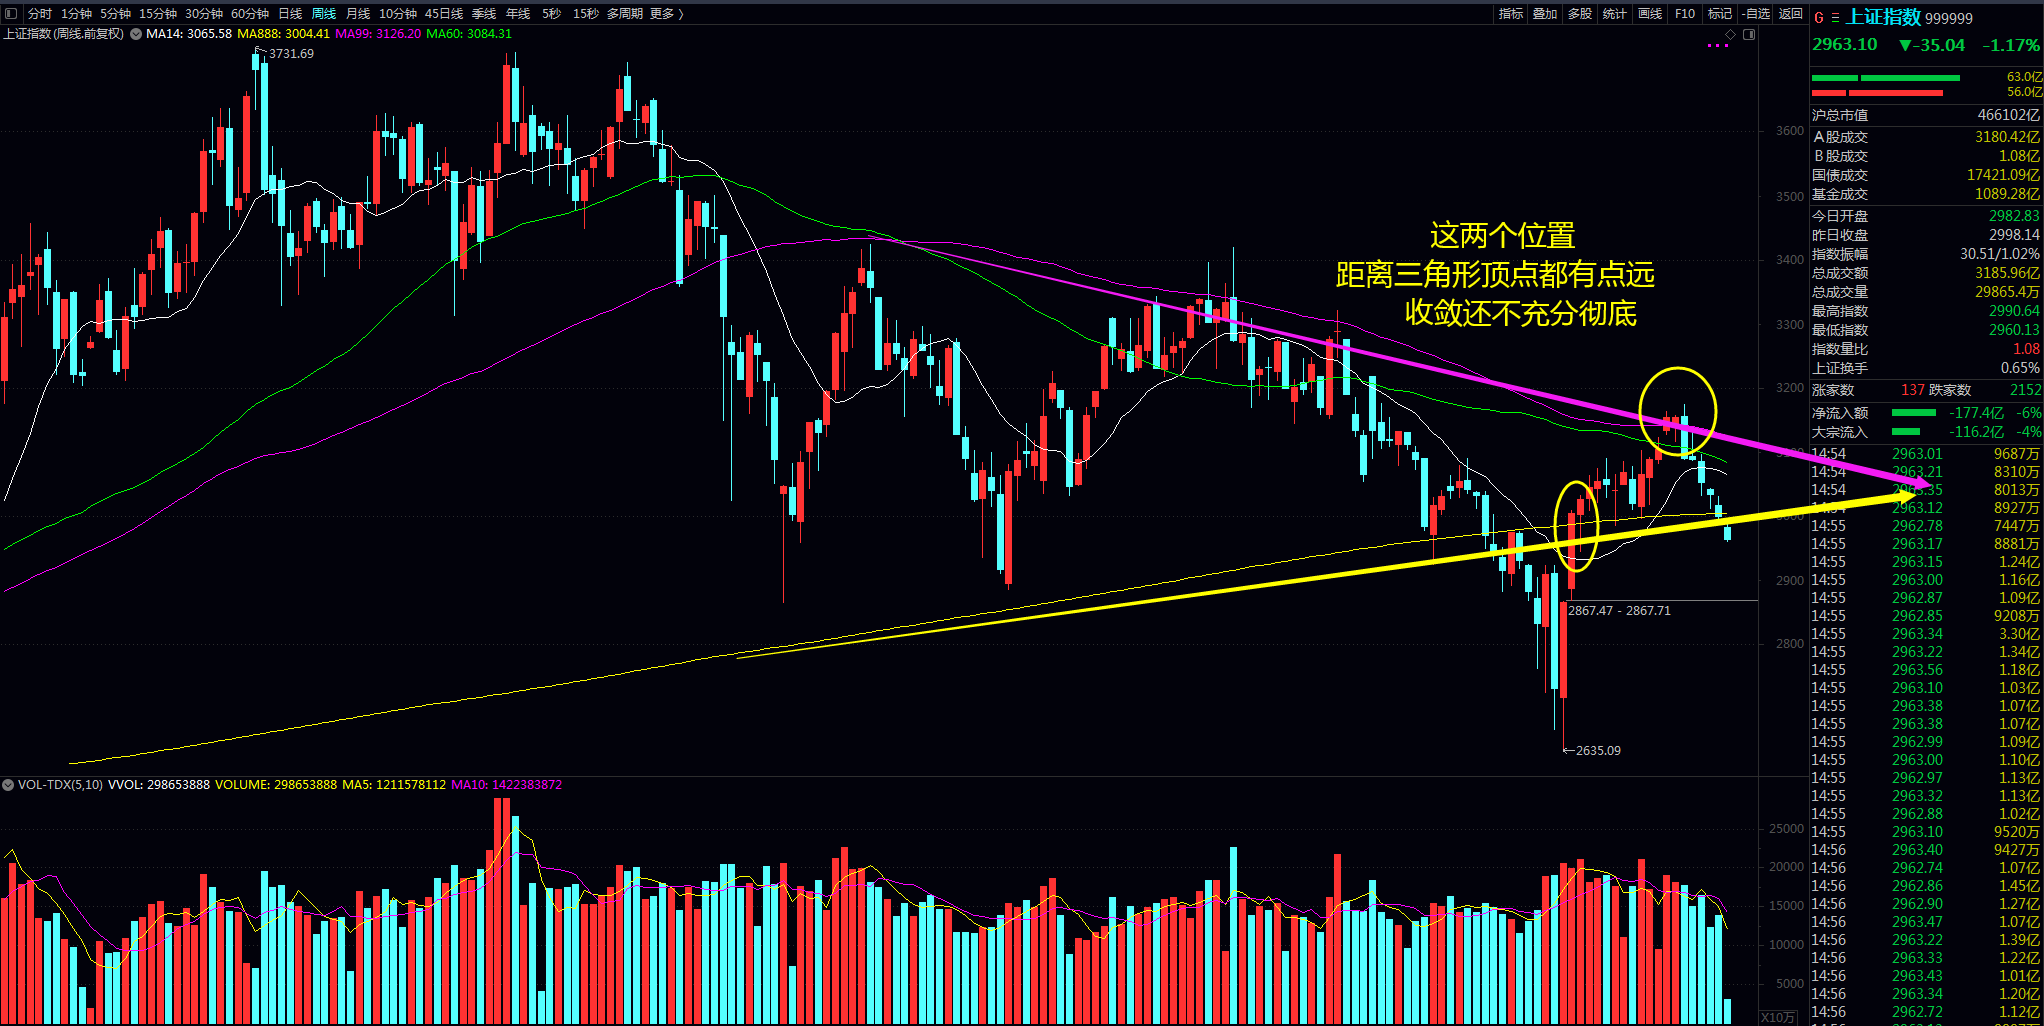 分时 1分钟 5分钟 15分钟 30分钟 60分钟 日线 周线 月线 10分钟 45日线 季线 年线 5秒 15秒 多周期 更多 〉
指标 叠加 多股 统计 画线 F10 标记 -自选 返回
G 三 上证指数 999999
上证指数(周线.前复权) MA14: 3065.58 MA888: 3004.41 MA99: 3126.20 MA60: 3084.31
2963.10 ▼-35.04 -1.17%
3731.69
63.0亿
56.0亿
沪总市值 466102亿
A股成交 3180.42亿
B股成交 1.08亿
国债成交 17421.09亿
基金成交 1089.28亿
今日开盘 2982.83
昨日收盘 2998.14
指数振幅 30.51/1.02%
总成交额 3185.96亿
总成交量 29865.4万
最高指数 2990.64
最低指数 2960.13
指数量比 1.08
上证换手 0.65%
涨家数 137 跌家数 2152
净流入额 -177.4亿 -6%
大宗流入 -116.2亿 -4%
3600
3500
3400
3300
3200
2900
2800
这两个位置
距离三角形顶点都有点远
收敛还不充分彻底
2867.47 - 2867.71
←2635.09
14:54 2963.01 9687万
14:54 2963.21 8310万
14:54 2963.35 8013万
14:54 2963.12 8927万
14:55 2962.78 7447万
14:55 2963.17 8881万
14:55 2963.15 1.24亿
14:55 2963.00 1.16亿
14:55 2962.87 1.09亿
14:55 2962.85 9208万
14:55 2963.34 3.30亿
14:55 2963.22 1.34亿
14:55 2963.56 1.18亿
14:55 2963.10 1.03亿
14:55 2963.38 1.07亿
14:55 2963.38 1.07亿
14:55 2962.99 1.09亿
14:55 2963.00 1.10亿
14:55 2962.97 1.13亿
14:55 2963.32 1.13亿
14:55 2962.88 1.02亿
14:55 2963.10 9520万
14:56 2963.40 9427万
14:56 2962.74 1.07亿
14:56 2962.86 1.45亿
14:56 2962.90 1.27亿
14:56 2963.47 1.07亿
14:56 2963.22 1.39亿
14:56 2963.33 1.22亿
14:56 2963.43 1.01亿
14:56 2963.34 1.20亿
14:56 2962.72 1.12亿
VOL-TDX(5,10) VVOL: 298653888 VOLUME: 298653888 MA5: 1211578112 MA10: 1422383872
25000
20000
15000
10000
5000
X10万